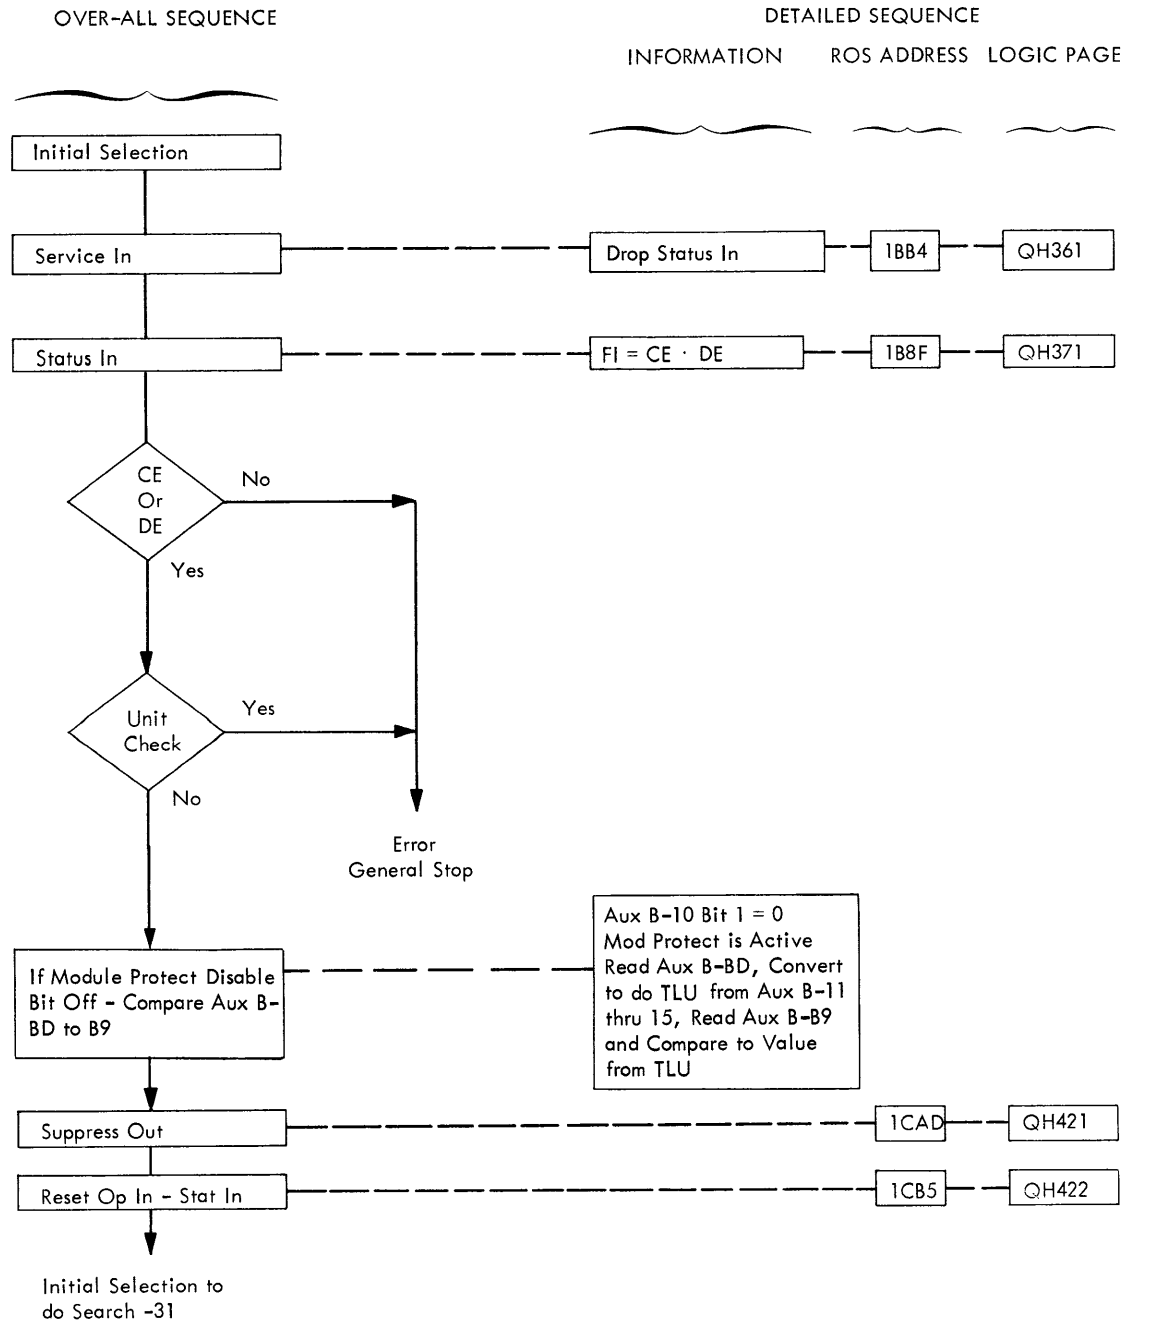 OVER-ALL SEQUENCE
DETAILED SEQUENCE
INFORMATION
ROS ADDRESS
LOGIC PAGE
Initial Selection
Service In
Drop Status In
1BB4
QH361
Status In
FI = CE · DE
1B8F
QH371
CE
Or
DE
No
Yes
Unit
Check
Yes
No
Error
General Stop
If Module Protect Disable
Bit Off - Compare Aux B-
BD to B9
Aux B-10 Bit 1 = 0
Mod Protect is Active
Read Aux B-BD, Convert
to do TLU from Aux B-11
thru 15, Read Aux B-B9
and Compare to Value
from TLU
Suppress Out
1CAD
QH421
Reset Op In - Stat In
1CB5
QH422
Initial Selection to
do Search -31